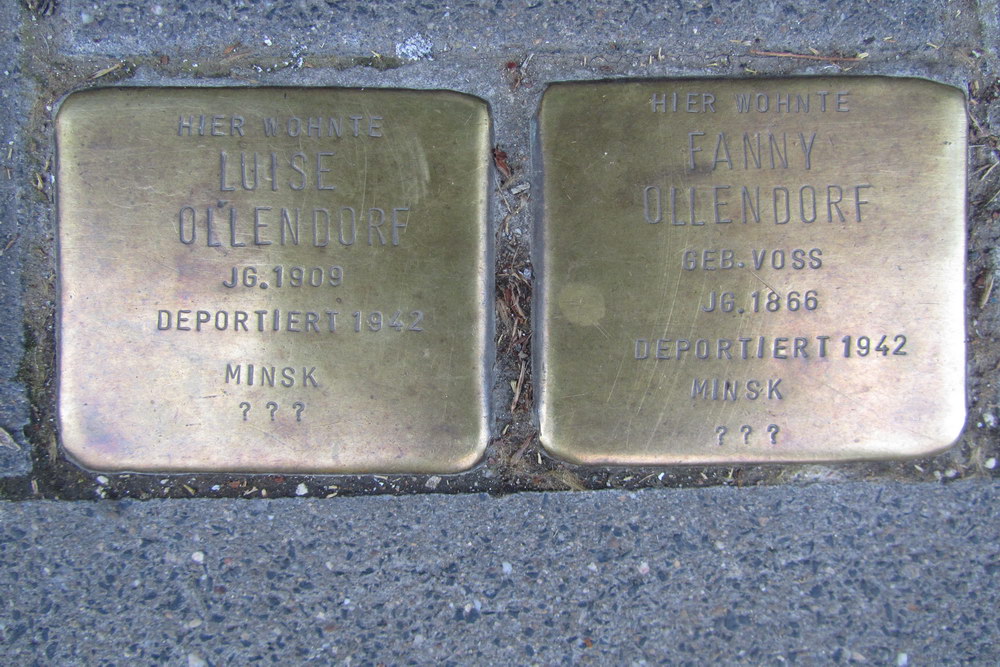 HIER WOHNTE
LUISE
OLLENDORF
JG.1909
DEPORTIERT 1942
MINSK
???
HIER WOHNTE
FANNY
OLLENDORF
GEB.VOSS
JG.1866
DEPORTIERT 1942
MINSK
???